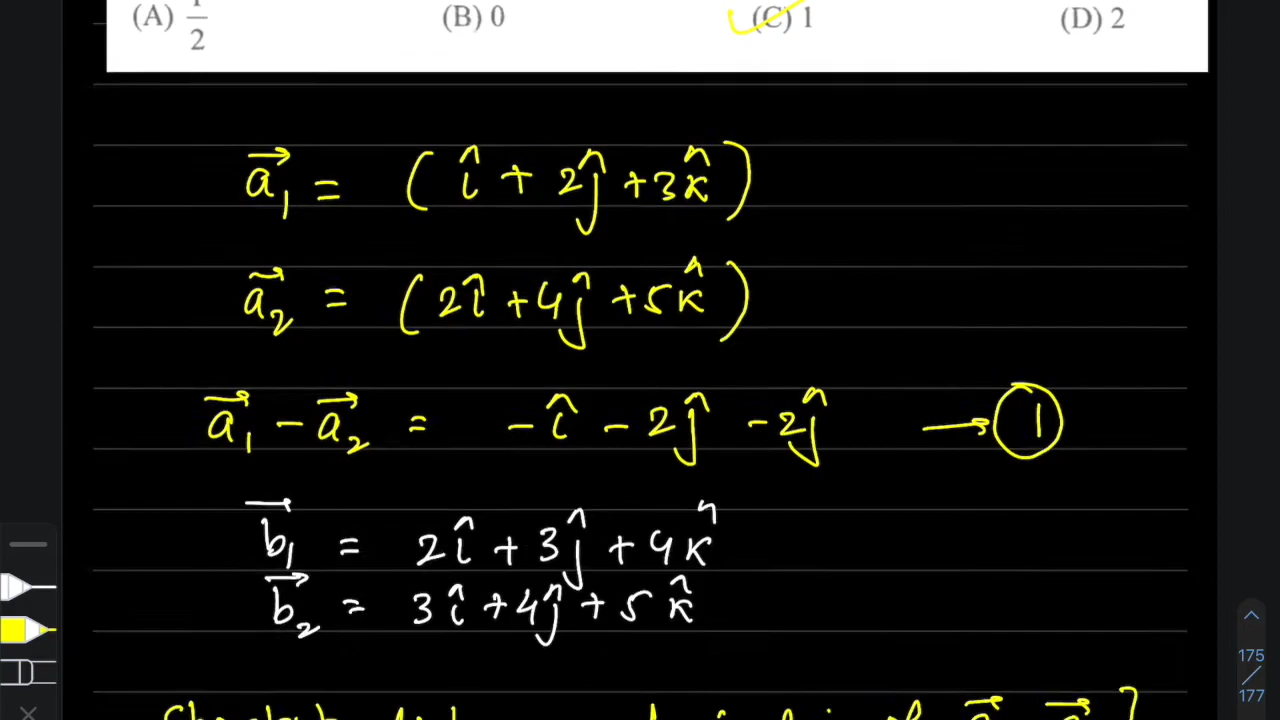 (A) 1/2 (B) 0 (C) 1 (D) 2
a⃗₁ = (î + 2ĵ + 3k̂)
a⃗₂ = (2î + 4ĵ + 5k̂)
a⃗₁ − a⃗₂ = −î − 2ĵ − 2ĵ → ①
b⃗₁ = 2î + 3ĵ + 4k̂
b⃗₂ = 3î + 4ĵ + 5k̂
175
/
177